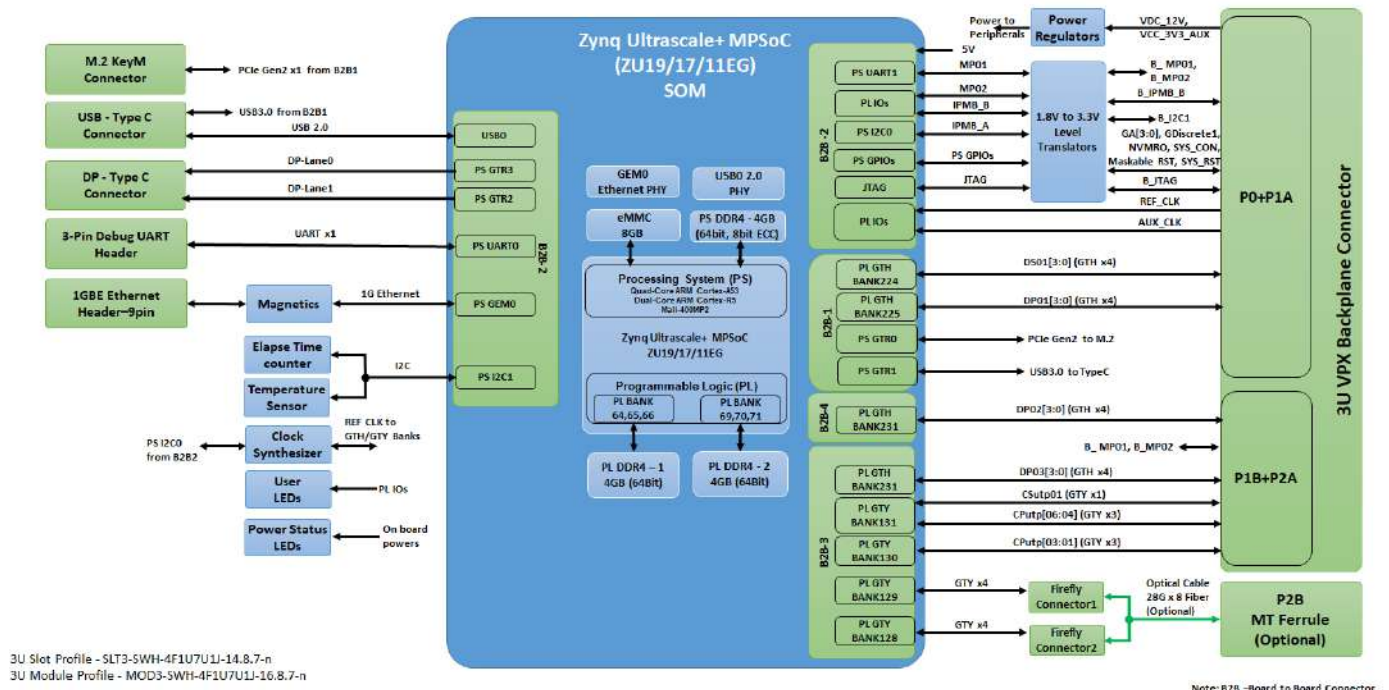 M.2 KeyM
Connector
PCIe Gen2 x1 from B2B1
USB - Type C
Connector
USB3.0 from B2B1
USB 2.0
DP - Type C
Connector
DP-Lane0
DP-Lane1
3-Pin Debug UART
Header
UART x1
1GBE Ethernet
Header–9pin
Magnetics
1G Ethernet
Elapse Time
counter
I2C
Temperature
Sensor
PS I2C0
from B2B2
Clock
Synthesizer
REF CLK to
GTH/GTY Banks
User
LEDs
PL IOs
Power Status
LEDs
On board
powers
B2B-2
USB0
PS GTR3
PS GTR2
PS UART0
PS GEM0
PS I2C1
Zynq Ultrascale+ MPSoC
(ZU19/17/11EG)
SOM
GEM0
Ethernet PHY
USB0 2.0
PHY
eMMC
8GB
PS DDR4 - 4GB
(64bit, 8bit ECC)
Processing System (PS)
Quad-Core ARM Cortex-A53
Dual-Core ARM Cortex-R5
Mali-400MP2
Zynq Ultrascale+ MPSoC
ZU19/17/11EG
Programmable Logic (PL)
PL BANK
64,65,66
PL BANK
69,70,71
PL DDR4 – 1
4GB (64Bit)
PL DDR4 - 2
4GB (64Bit)
B2B -2
PS UART1
PL IOs
PS I2C0
PS GPIOs
JTAG
PL IOs
B2B-1
PL GTH
BANK224
PL GTH
BANK225
PS GTR0
PS GTR1
B2B-4
PL GTH
BANK231
B2B-3
PL GTH
BANK231
PL GTY
BANK131
PL GTY
BANK130
PL GTY
BANK129
PL GTY
BANK128
Power to
Peripherals
Power
Regulators
VDC_12V,
VCC_3V3_AUX
5V
MP01
MP02
IPMB_B
IPMB_A
PS GPIOs
JTAG
1.8V to 3.3V
Level
Translators
B_ MP01,
B_MP02
B_IPMB_B
B_I2C1
GA[3:0], GDiscrete1,
NVMRO, SYS_CON,
Maskable RST, SYS_RST
B_JTAG
REF_CLK
AUX_CLK
DS01[3:0] (GTH x4)
DP01[3:0] (GTH x4)
PCIe Gen2 to M.2
USB3.0 to TypeC
DP02[3:0] (GTH x4)
B_ MP01, B_MP02
DP03[3:0] (GTH x4)
CSutp01 (GTY x1)
CPutp[06:04] (GTY x3)
CPutp[03:01] (GTY x3)
GTY x4
Firefly
Connector1
GTY x4
Firefly
Connector2
Optical Cable
28G x 8 Fiber
(Optional)
P0+P1A
P1B+P2A
3U VPX Backplane Connector
P2B
MT Ferrule
(Optional)
3U Slot Profile - SLT3-SWH-4F1U7U1J-14.8.7-n
3U Module Profile - MOD3-SWH-4F1U7U1J-16.8.7-n
Note: B2B –Board to Board Connector